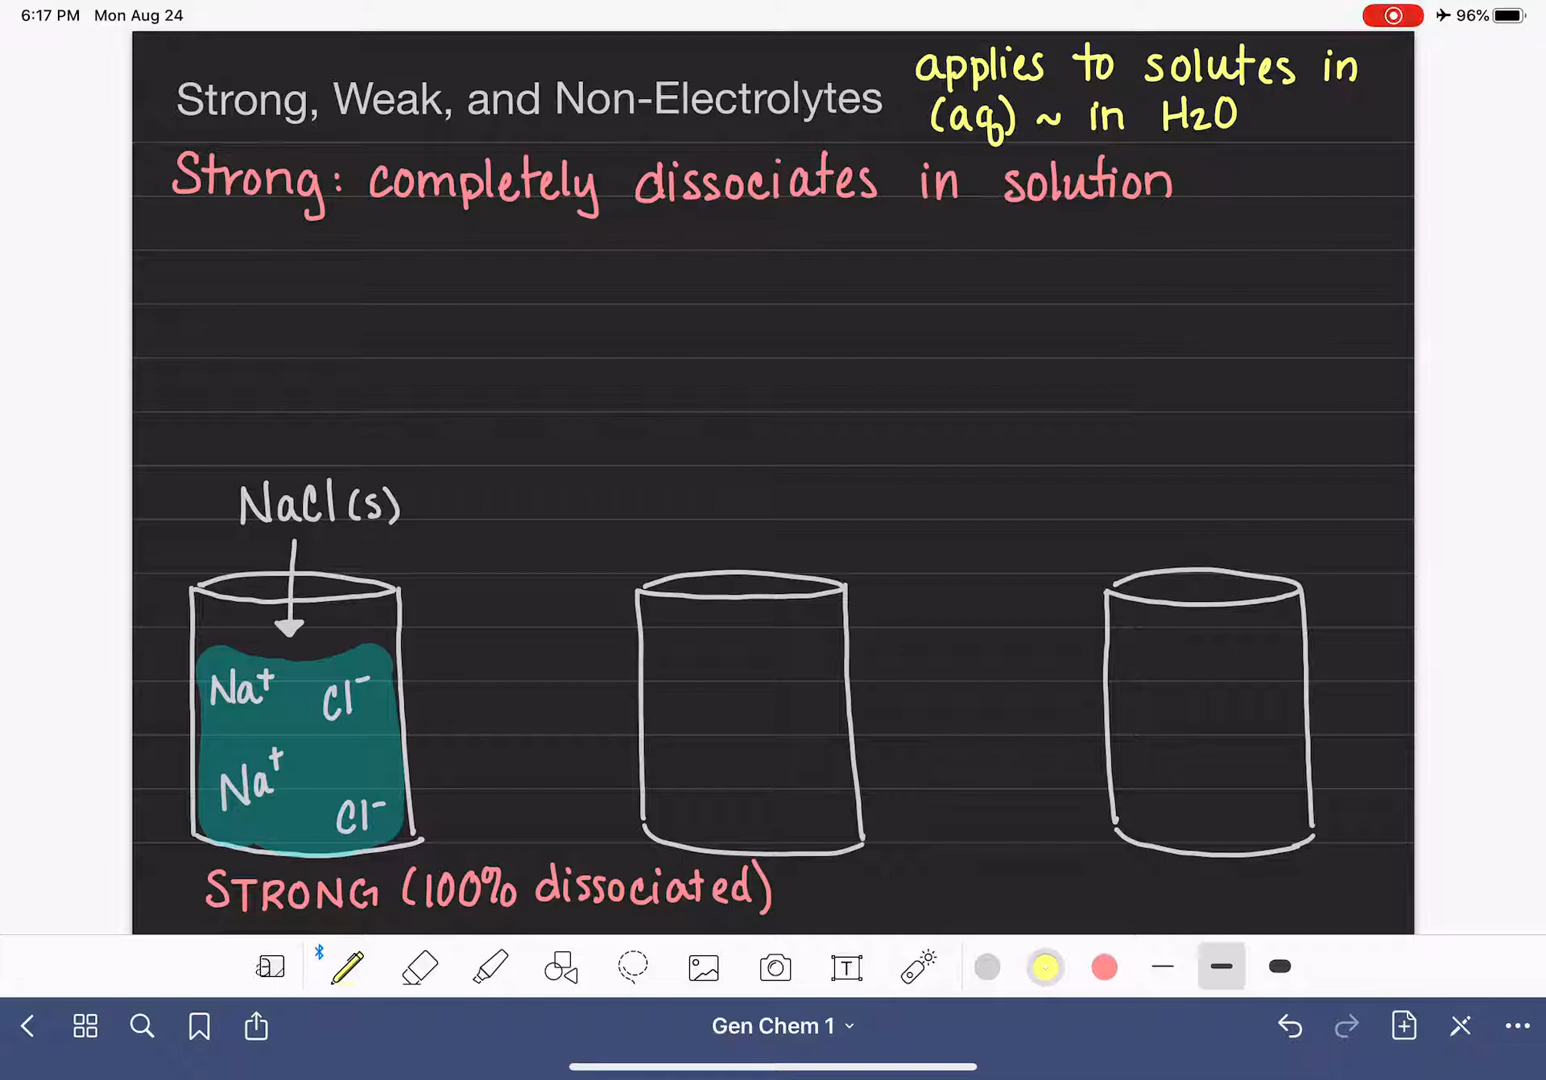 6:17 PM Mon Aug 24
96%
Strong, Weak, and Non-Electrolytes
applies to solutes in
(aq) ~ in H2O
Strong: completely dissociates in solution
NaCl(s)
Na+ Cl-
Na+
Cl-
STRONG (100% dissociated)
T
Gen Chem 1